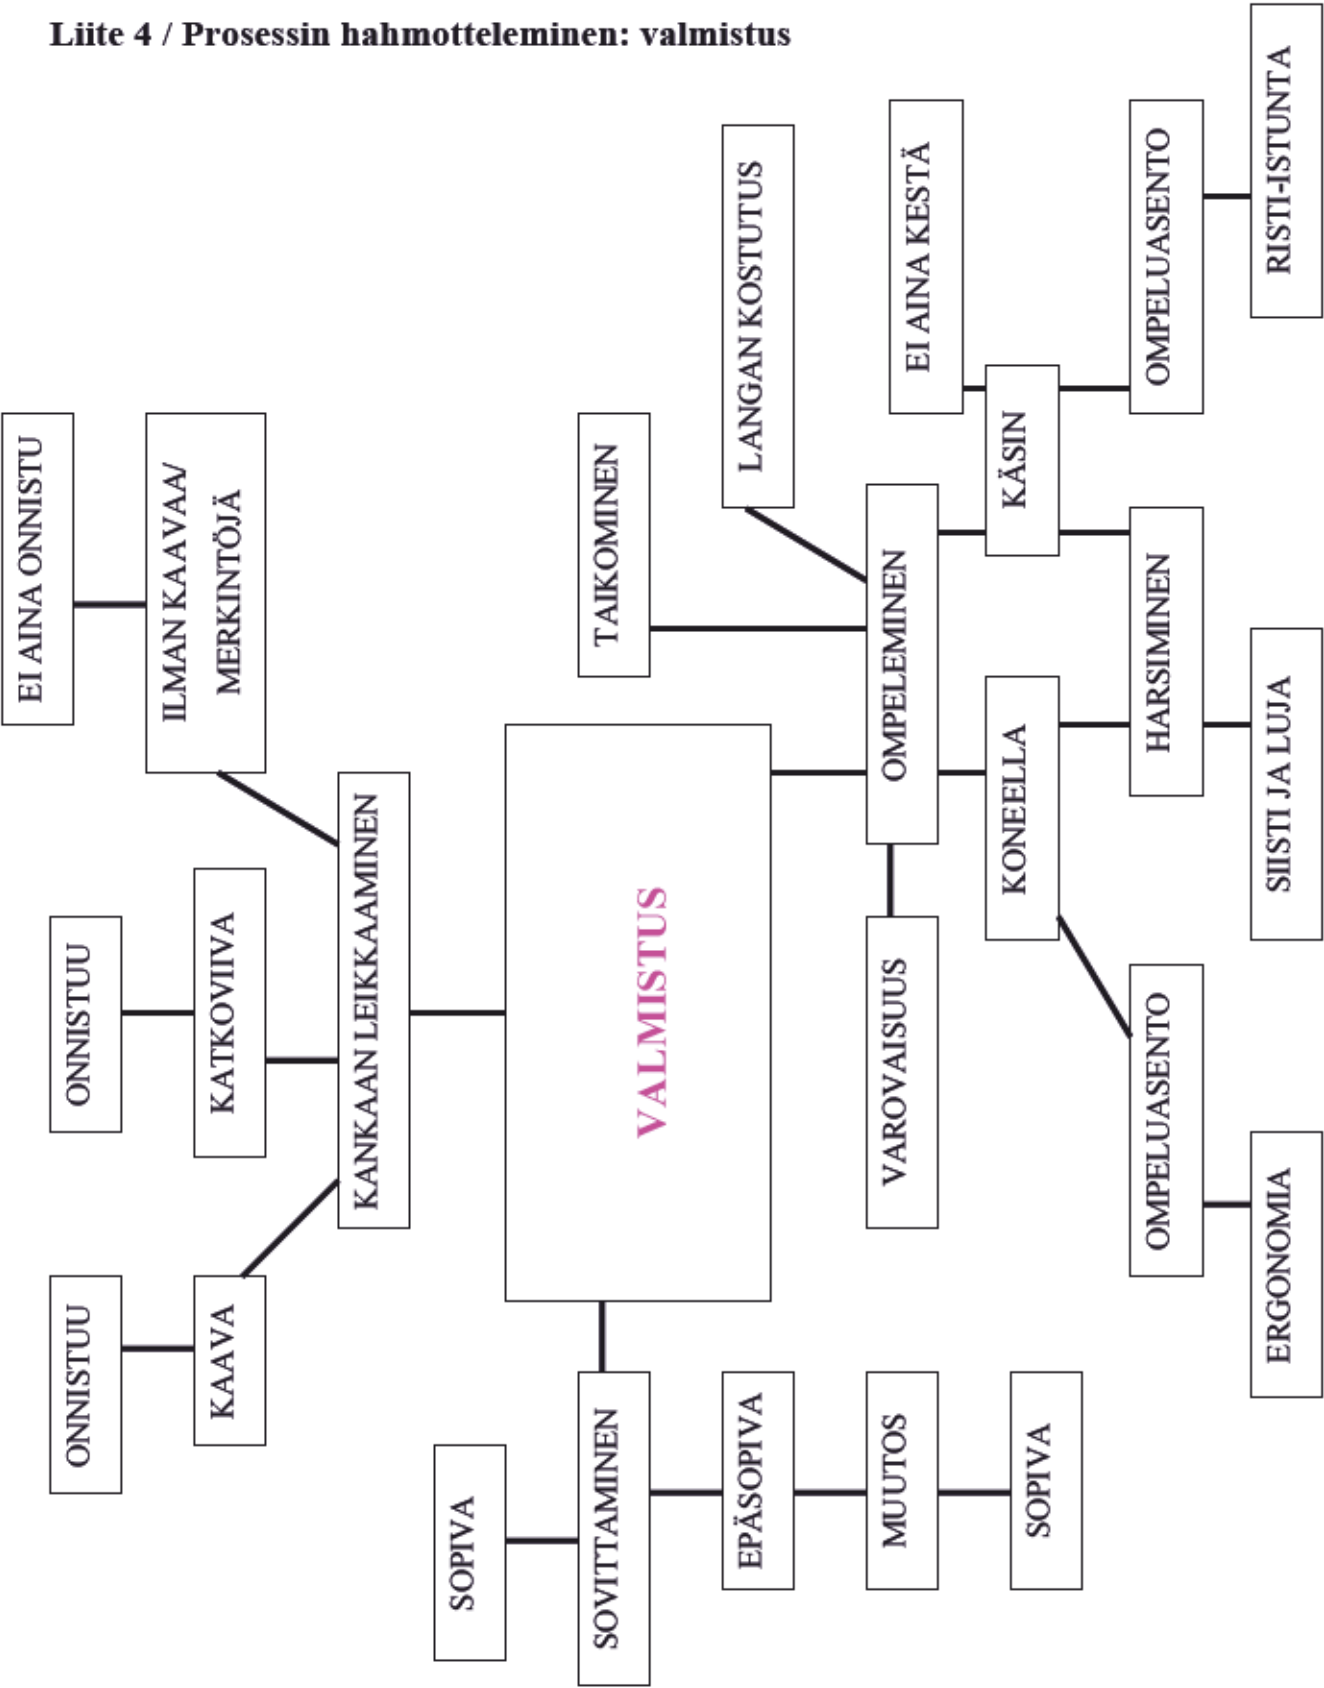 Liite 4 / Prosessin hahmotteleminen: valmistus
EI AINA ONNISTU
ILMAN KAAVAA/
MERKINTÖJÄ
ONNISTUU
KATKOVIIVA
ONNISTUU
KAAVA
KANKAAN LEIKKAAMINEN
VALMISTUS
SOPIVA
SOVITTAMINEN
EPÄSOPIVA
MUUTOS
SOPIVA
TAIKOMINEN
LANGAN KOSTUTUS
OMPELEMINEN
VAROVAISUUS
EI AINA KESTÄ
KÄSIN
KONEELLA
OMPELUASENTO
RISTI-ISTUNTA
HARSIMINEN
SIISTI JA LUJA
OMPELUASENTO
ERGONOMIA